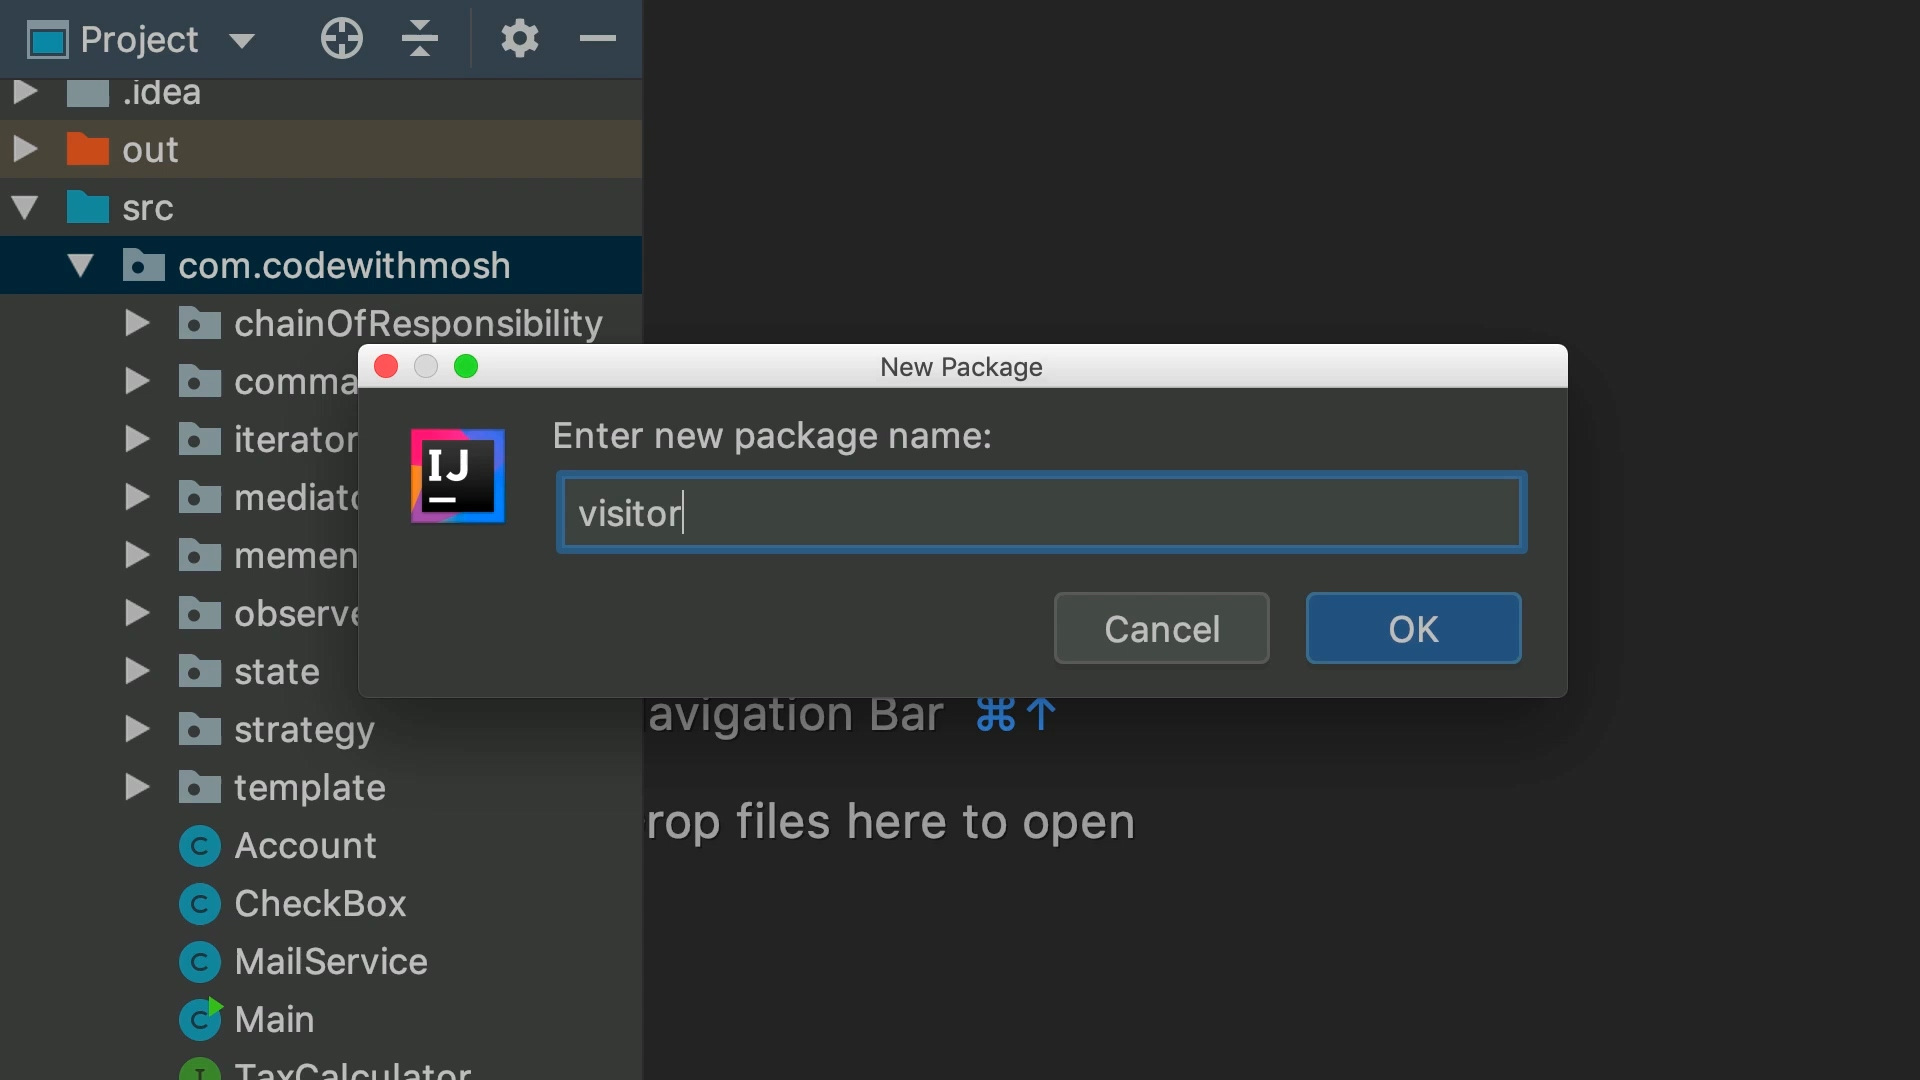 Project
.idea
out
src
com.codewithmosh
chainOfResponsibility
New Package
comma
Enter new package name:
iterator
IJ
mediato
visitor
memen
observe
Cancel
OK
state
avigation Bar ⌘↑
strategy
template
rop files here to open
C Account
C CheckBox
C MailService
C Main
I TaxCalculator